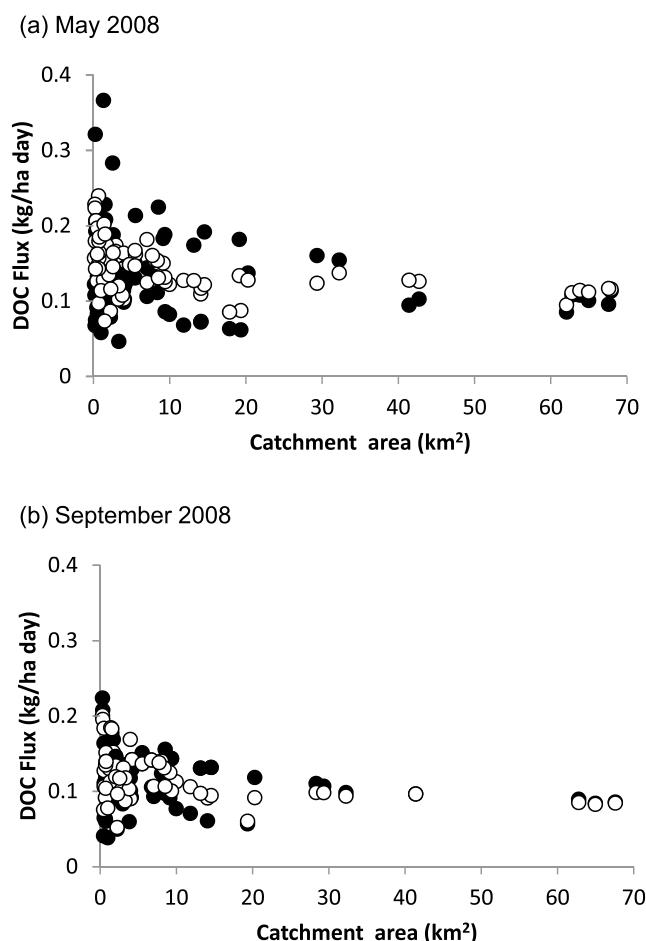 (a) May 2008
0.4
0.3
0.2
0.1
0
DOC Flux (kg/ha day)
0 10 20 30 40 50 60 70
Catchment area (km²)
(b) September 2008
0.4
0.3
0.2
0.1
0
DOC Flux (kg/ha day)
0 10 20 30 40 50 60 70
Catchment area (km²)